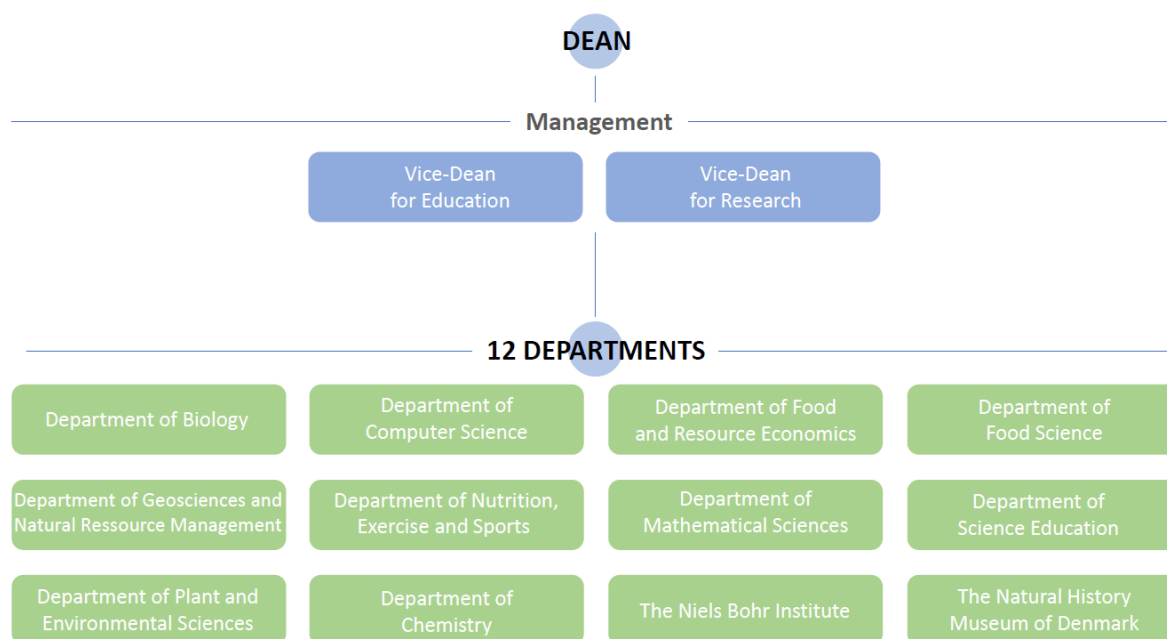 DEAN
Management
Vice-Dean
for Education
Vice-Dean
for Research
12 DEPARTMENTS
Department of Biology
Department of
Computer Science
Department of Food
and Resource Economics
Department of
Food Science
Department of Geosciences and
Natural Ressource Management
Department of Nutrition,
Exercise and Sports
Department of
Mathematical Sciences
Department of
Science Education
Department of Plant and
Environmental Sciences
Department of
Chemistry
The Niels Bohr Institute
The Natural History
Museum of Denmark